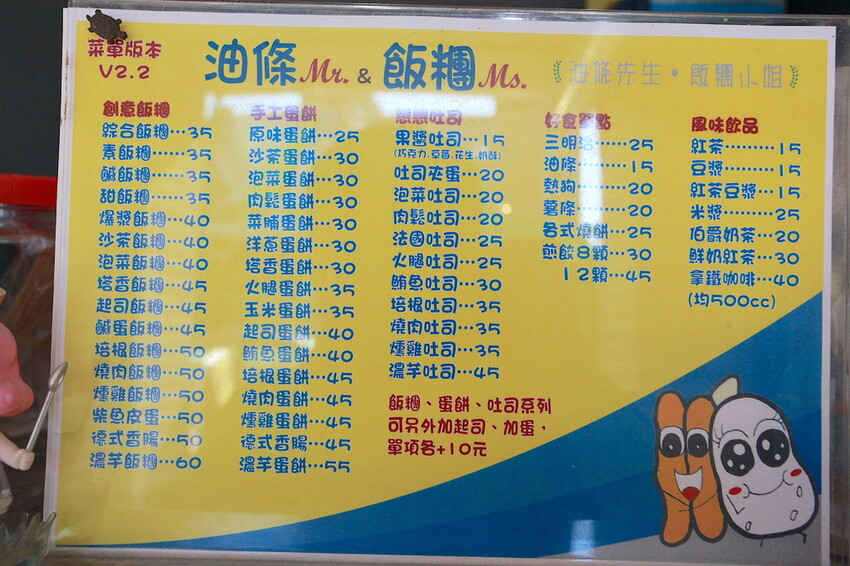 菜單版本
V2.2
油條Mr. & 飯糰Ms.
油條先生·飯糰小姐
創意飯糰
綜合飯糰…35
素飯糰……35
鹹飯糰……35
甜飯糰……35
爆漿飯糰…40
沙茶飯糰…40
泡菜飯糰…40
塔香飯糰…45
起司飯糰…45
鹹蛋飯糰…45
培根飯糰…50
燒肉飯糰…50
燻雞飯糰…50
柴魚皮蛋…50
德式香腸…50
濃芋飯糰…60
手工蛋餅
原味蛋餅…25
沙茶蛋餅…30
泡菜蛋餅…30
肉鬆蛋餅…30
菜脯蛋餅…30
洋蔥蛋餅…30
塔香蛋餅…30
火腿蛋餅…35
玉米蛋餅…35
起司蛋餅…40
鮪魚蛋餅…40
培根蛋餅…45
燒肉蛋餅…45
燻雞蛋餅…45
德式香腸…45
濃芋蛋餅…55
吐司
果醬吐司…15
(巧克力.草莓.花生.奶酥)
吐司夾蛋…20
泡菜吐司…20
肉鬆吐司…20
法國吐司…25
火腿吐司…25
鮪魚吐司…30
培根吐司…35
燒肉吐司…35
燻雞吐司…35
濃芋吐司…45
飯糰、蛋餅、吐司系列
可另外加起司、加蛋，
單項各+10元
好食單點
三明治……25
油條………15
熱狗………20
薯條………20
各式燒餅…25
煎餃8顆…30
12顆…45
風味飲品
紅茶………15
豆漿………15
紅茶豆漿…15
米漿………25
伯爵奶茶…20
鮮奶紅茶…30
拿鐵咖啡…40
(均500cc)